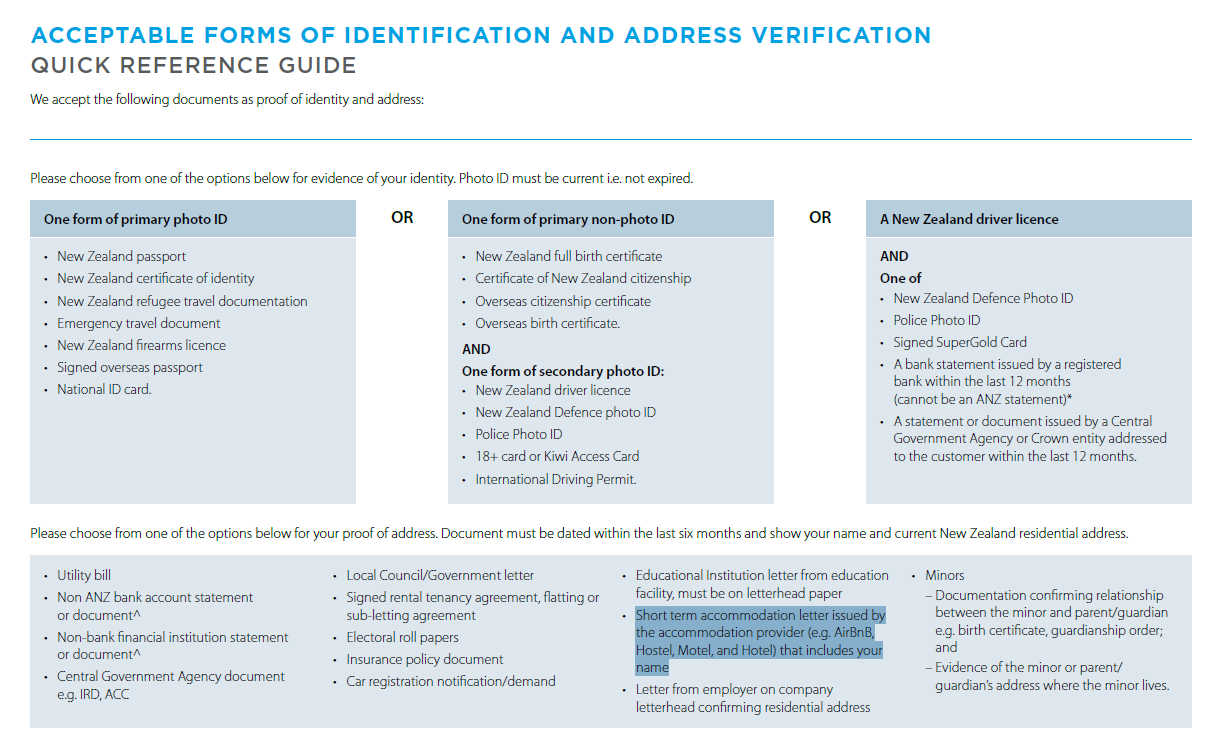 ACCEPTABLE FORMS OF IDENTIFICATION AND ADDRESS VERIFICATION
QUICK REFERENCE GUIDE
We accept the following documents as proof of identity and address:
Please choose from one of the options below for evidence of your identity. Photo ID must be current i.e. not expired.
One form of primary photo ID
• New Zealand passport
• New Zealand certificate of identity
• New Zealand refugee travel documentation
• Emergency travel document
• New Zealand firearms licence
• Signed overseas passport
• National ID card.
OR
One form of primary non-photo ID
• New Zealand full birth certificate
• Certificate of New Zealand citizenship
• Overseas citizenship certificate
• Overseas birth certificate.
AND
One form of secondary photo ID:
• New Zealand driver licence
• New Zealand Defence photo ID
• Police Photo ID
• 18+ card or Kiwi Access Card
• International Driving Permit.
OR
A New Zealand driver licence
AND
One of
• New Zealand Defence Photo ID
• Police Photo ID
• Signed SuperGold Card
• A bank statement issued by a registered
bank within the last 12 months
(cannot be an ANZ statement)*
• A statement or document issued by a Central
Government Agency or Crown entity addressed
to the customer within the last 12 months.
Please choose from one of the options below for your proof of address. Document must be dated within the last six months and show your name and current New Zealand residential address.
• Utility bill
• Non ANZ bank account statement
or document^
• Non-bank financial institution statement
or document^
• Central Government Agency document
e.g. IRD, ACC
• Local Council/Government letter
• Signed rental tenancy agreement, flatting or
sub-letting agreement
• Electoral roll papers
• Insurance policy document
• Car registration notification/demand
• Educational Institution letter from education
facility, must be on letterhead paper
• Short term accommodation letter issued by
the accommodation provider (e.g. AirBnB,
Hostel, Motel, and Hotel) that includes your
name
• Letter from employer on company
letterhead confirming residential address
• Minors
– Documentation confirming relationship
between the minor and parent/guardian
e.g. birth certificate, guardianship order;
and
– Evidence of the minor or parent/
guardian's address where the minor lives.